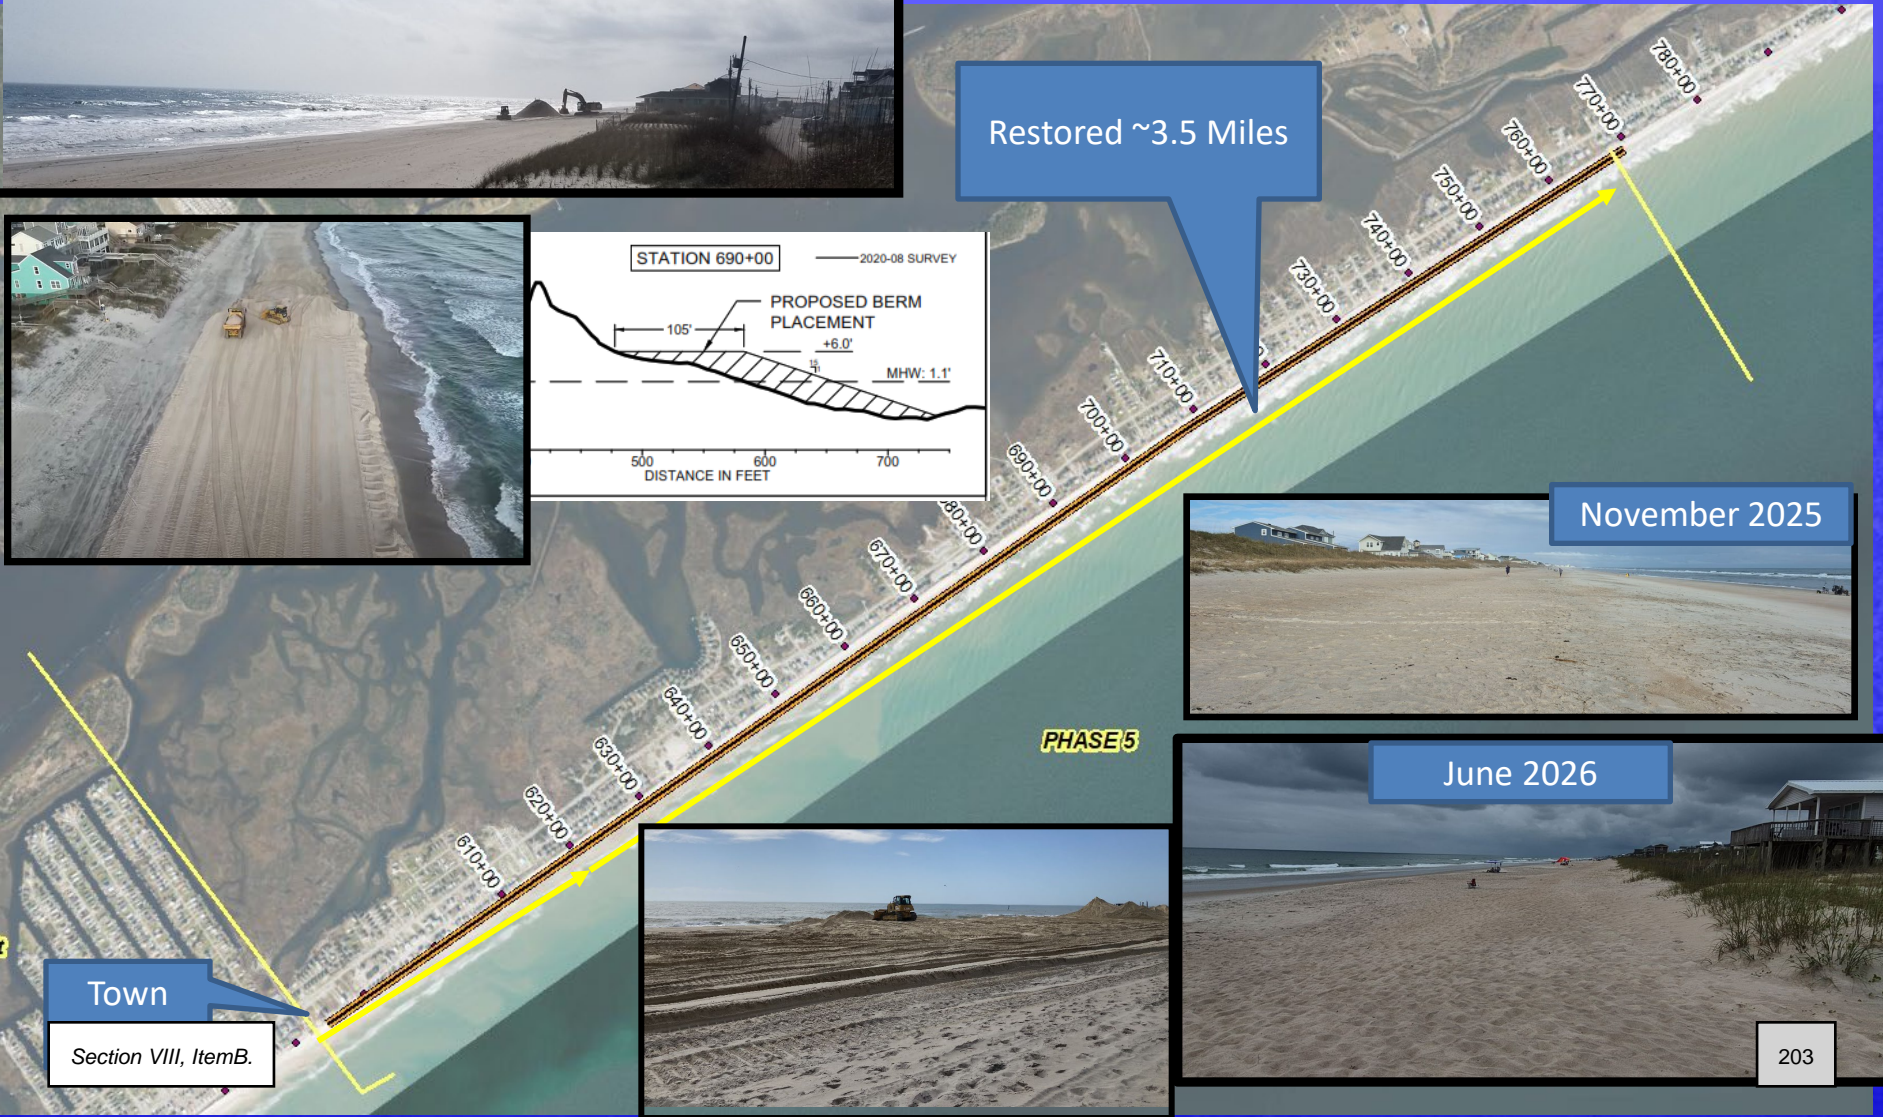 Restored ~3.5 Miles
780+00
770+00
760+00
750+00
740+00
730+00
710+00
700+00
690+00
80+00
670+00
660+00
650+00
640+00
630+00
620+00
610+00
STATION 690+00
2020-08 SURVEY
PROPOSED BERM
PLACEMENT
105'
+6.0'
MHW: 1.1'
500
600
700
DISTANCE IN FEET
November 2025
PHASE 5
June 2026
Town
Section VIII, ItemB.
203